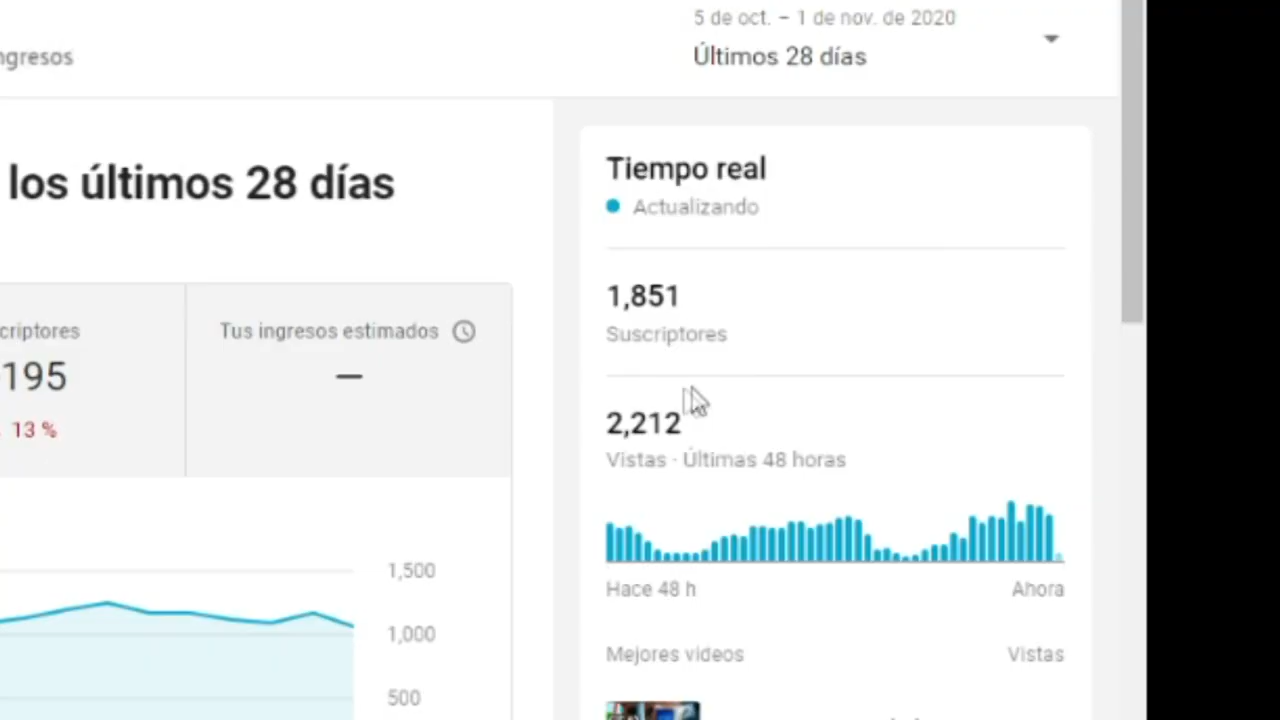 5 de oct. – 1 de nov. de 2020
Últimos 28 días
ngresos
los últimos 28 días
criptores
195
13 %
Tus ingresos estimados
—
1,500
1,000
500
Tiempo real
Actualizando
1,851
Suscriptores
2,212
Vistas · Últimas 48 horas
Hace 48 h
Ahora
Mejores videos
Vistas